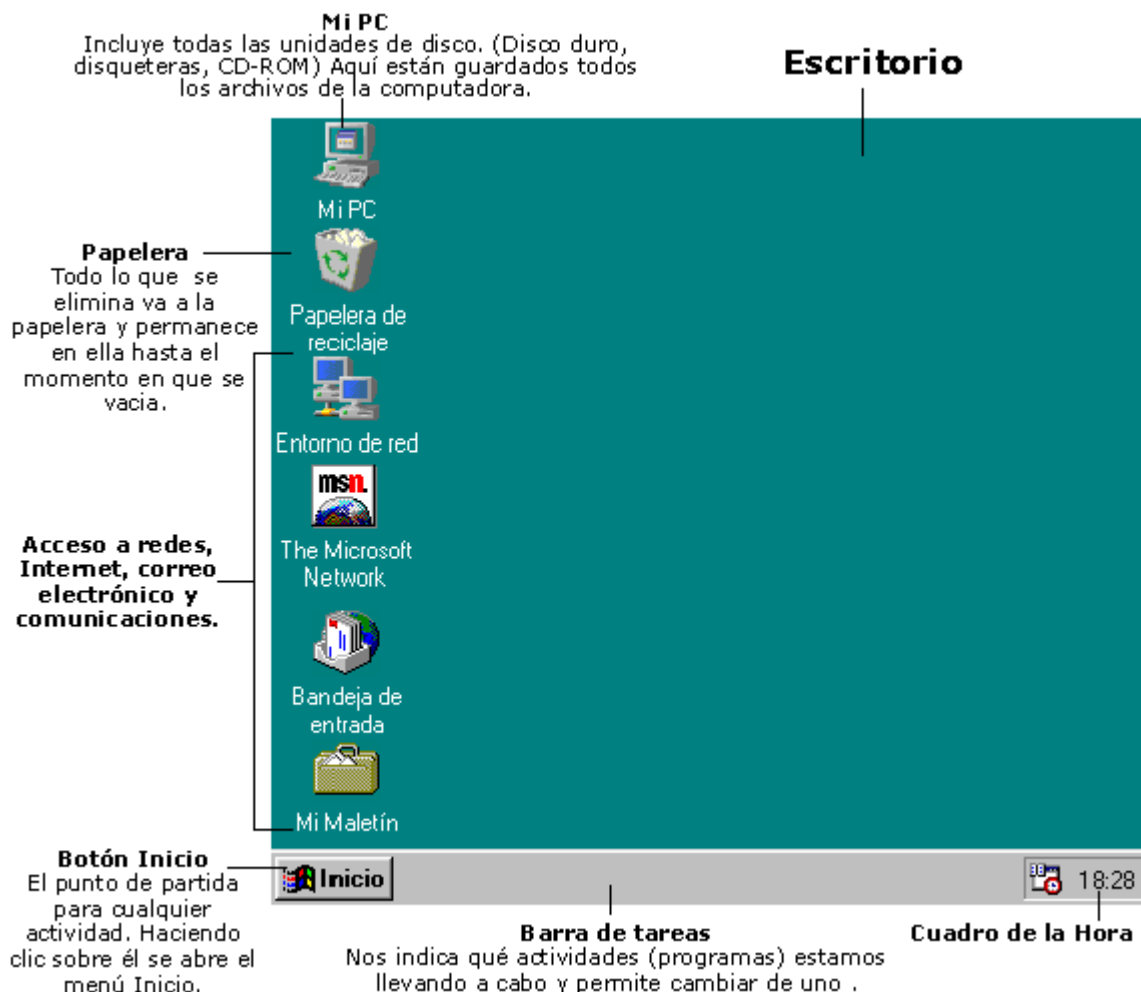 Mi PC
Incluye todas las unidades de disco. (Disco duro,
disqueteras, CD-ROM) Aquí están guardados todos
los archivos de la computadora.
Escritorio
Mi PC
Papelera
Todo lo que se
elimina va a la
papelera y permanece
en ella hasta el
momento en que se
vacia.
Papelera de
reciclaje
Entorno de red
msn.
The Microsoft
Network
Acceso a redes,
Internet, correo
electrónico y
comunicaciones.
Bandeja de
entrada
Mi Maletín
Botón Inicio
El punto de partida
para cualquier
actividad. Haciendo
clic sobre él se abre el
menú Inicio.
Inicio
18:28
Barra de tareas
Nos indica qué actividades (programas) estamos
llevando a cabo y permite cambiar de uno .
Cuadro de la Hora